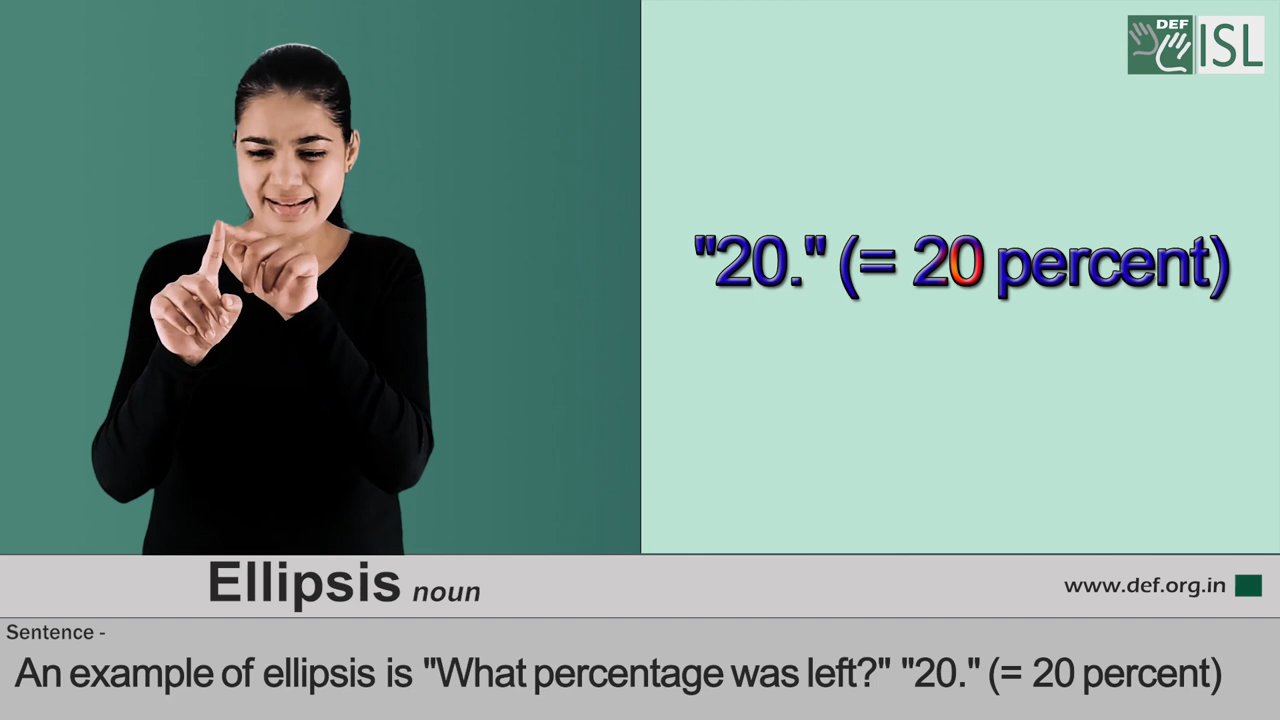 DEF
ISL
"20." (= 20 percent)
Ellipsis noun
www.def.org.in
Sentence -
An example of ellipsis is "What percentage was left?" "20." (= 20 percent)